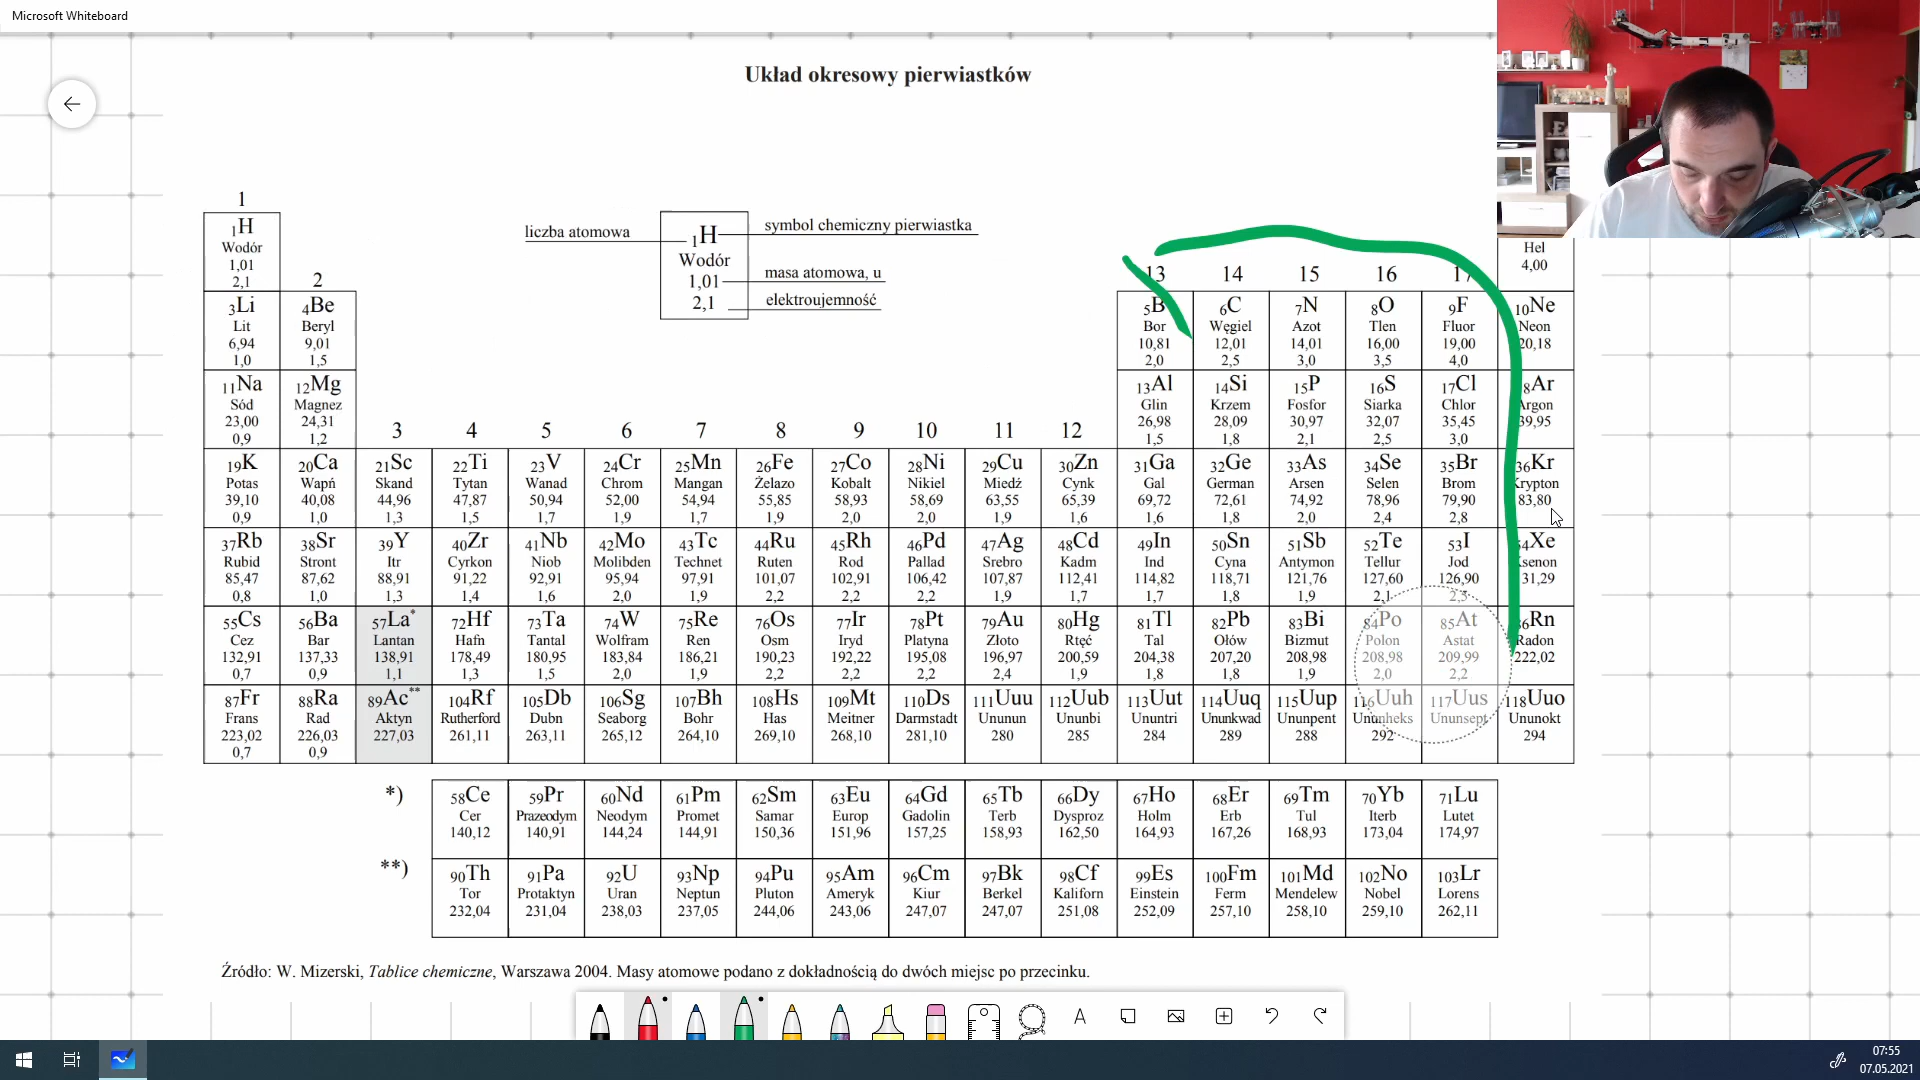 Microsoft Whiteboard
Układ okresowy pierwiastków
1
1H
Wodór
1,01
2,1
liczba atomowa
1H
Wodór
1,01
2,1
symbol chemiczny pierwiastka
masa atomowa, u
elektroujemność
2 13 14 15 16 17
Hel
4,00
3Li 4Be 5B 6C 7N 8O 9F 10Ne
Lit Beryl Bor Węgiel Azot Tlen Fluor Neon
6,94 9,01 10,81 12,01 14,01 16,00 19,00 20,18
1,0 1,5 2,0 2,5 3,0 3,5 4,0
11Na 12Mg 13Al 14Si 15P 16S 17Cl 8Ar
Sód Magnez Glin Krzem Fosfor Siarka Chlor Argon
23,00 24,31 26,98 28,09 30,97 32,07 35,45 39,95
0,9 1,2 1,5 1,8 2,1 2,5 3,0
3 4 5 6 7 8 9 10 11 12
19K 20Ca 21Sc 22Ti 23V 24Cr 25Mn 26Fe 27Co 28Ni 29Cu 30Zn 31Ga 32Ge 33As 34Se 35Br 36Kr
Potas Wapń Skand Tytan Wanad Chrom Mangan Żelazo Kobalt Nikiel Miedź Cynk Gal German Arsen Selen Brom Krypton
39,10 40,08 44,96 47,87 50,94 52,00 54,94 55,85 58,93 58,69 63,55 65,39 69,72 72,61 74,92 78,96 79,90 83,80
0,9 1,0 1,3 1,5 1,7 1,9 1,7 1,9 2,0 2,0 1,9 1,6 1,6 1,8 2,0 2,4 2,8
37Rb 38Sr 39Y 40Zr 41Nb 42Mo 43Tc 44Ru 45Rh 46Pd 47Ag 48Cd 49In 50Sn 51Sb 52Te 53I 54Xe
Rubid Stront Itr Cyrkon Niob Molibden Technet Ruten Rod Pallad Srebro Kadm Ind Cyna Antymon Tellur Jod Ksenon
85,47 87,62 88,91 91,22 92,91 95,94 97,91 101,07 102,91 106,42 107,87 112,41 114,82 118,71 121,76 127,60 126,90 131,29
0,8 1,0 1,3 1,4 1,6 2,0 1,9 2,2 2,2 2,2 1,9 1,7 1,7 1,8 1,9 2,1 2,5
55Cs 56Ba 57La* 72Hf 73Ta 74W 75Re 76Os 77Ir 78Pt 79Au 80Hg 81Tl 82Pb 83Bi 84Po 85At 86Rn
Cez Bar Lantan Hafn Tantal Wolfram Ren Osm Iryd Platyna Złoto Rtęć Tal Ołów Bizmut Polon Astat Radon
132,91 137,33 138,91 178,49 180,95 183,84 186,21 190,23 192,22 195,08 196,97 200,59 204,38 207,20 208,98 208,98 209,99 222,02
0,7 0,9 1,1 1,3 1,5 2,0 1,9 2,2 2,2 2,2 2,4 1,9 1,8 1,8 1,9 2,0 2,2
87Fr 88Ra 89Ac** 104Rf 105Db 106Sg 107Bh 108Hs 109Mt 110Ds 111Uuu 112Uub 113Uut 114Uuq 115Uup 116Uuh 117Uus 118Uuo
Frans Rad Aktyn Rutherford Dubn Seaborg Bohr Has Meitner Darmstadt Ununun Ununbi Ununtri Ununkwad Ununpent Ununheks Ununsept Ununokt
223,02 226,03 227,03 261,11 263,11 265,12 264,10 269,10 268,10 281,10 280 285 284 289 288 292 294
0,7 0,9
*) 58Ce 59Pr 60Nd 61Pm 62Sm 63Eu 64Gd 65Tb 66Dy 67Ho 68Er 69Tm 70Yb 71Lu
Cer Prazeodym Neodym Promet Samar Europ Gadolin Terb Dysproz Holm Erb Tul Iterb Lutet
140,12 140,91 144,24 144,91 150,36 151,96 157,25 158,93 162,50 164,93 167,26 168,93 173,04 174,97
**) 90Th 91Pa 92U 93Np 94Pu 95Am 96Cm 97Bk 98Cf 99Es 100Fm 101Md 102No 103Lr
Tor Protaktyn Uran Neptun Pluton Ameryk Kiur Berkel Kaliforn Einstein Ferm Mendelew Nobel Lorens
232,04 231,04 238,03 237,05 244,06 243,06 247,07 247,07 251,08 252,09 257,10 258,10 259,10 262,11
Źródło: W. Mizerski, Tablice chemiczne, Warszawa 2004. Masy atomowe podano z dokładnością do dwóch miejsc po przecinku.
A
07:55
07.05.2021